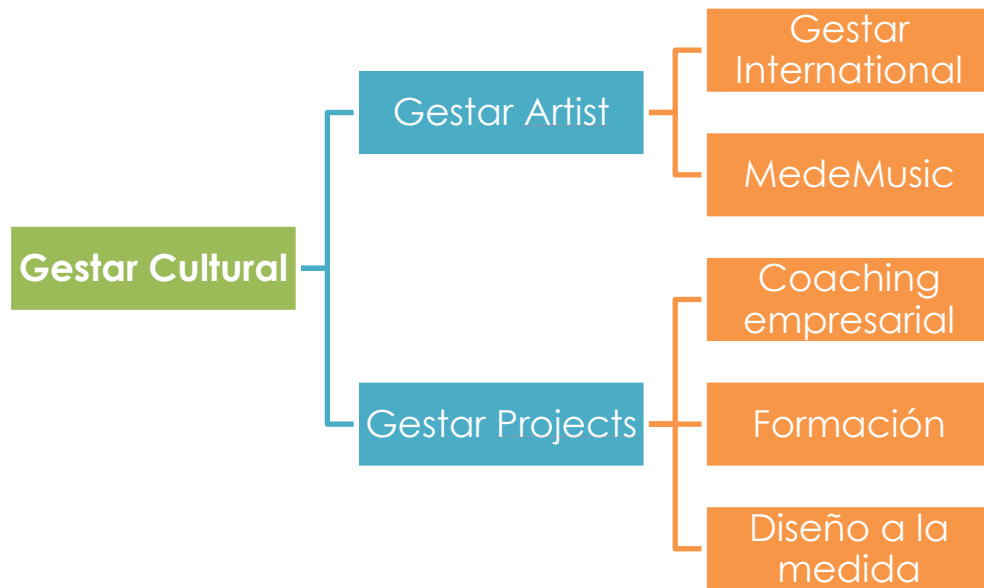 Gestar Cultural
Gestar Artist
Gestar
International
MedeMusic
Gestar Projects
Coaching
empresarial
Formación
Diseño a la
medida